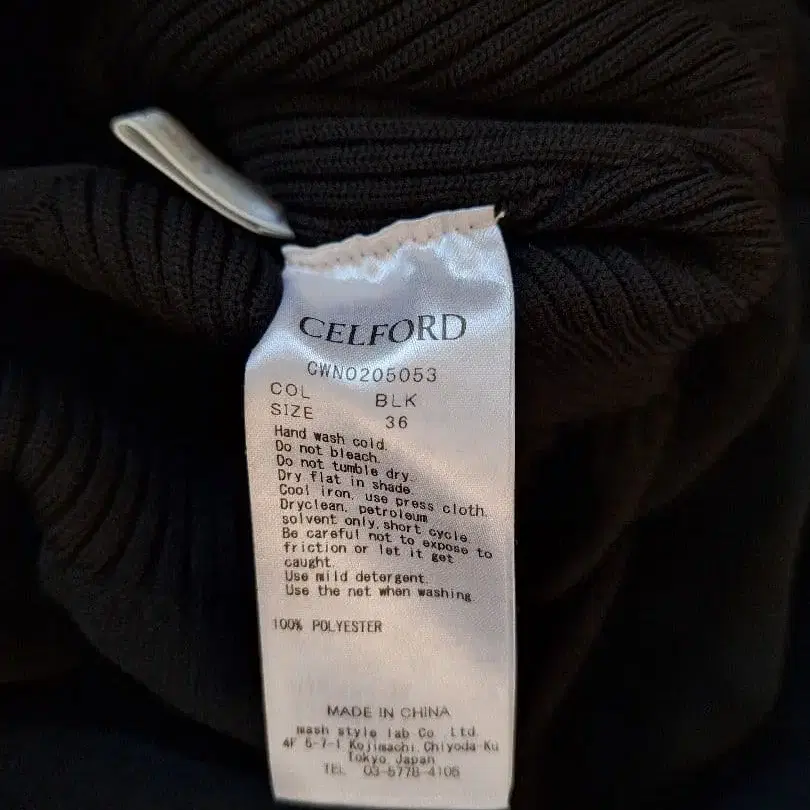 CELFORD
CWNO205053
COL BLK
SIZE 36
Hand wash cold.
Do not bleach.
Do not tumble dry.
Dry flat in shade.
Cool iron, use press cloth.
Dryclean, petroleum
solvent only, short cycle.
Be careful not to expose to
friction or let it get
caught.
Use mild detergent.
Use the net when washing.
100% POLYESTER
MADE IN CHINA
mash style lab Co. Ltd.
4F 5-7-1 Kojimachi, Chiyoda-Ku
Tokyo Japan
TEL 03-5778-4106